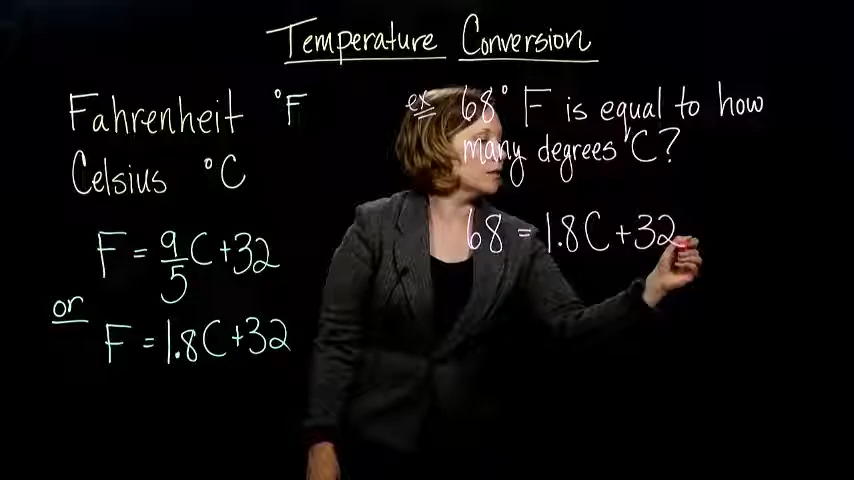 Temperature Conversion
Fahrenheit °F
Celsius °C
F = 9/5 C + 32
or
F = 1.8C + 32
ex 68° F is equal to how
many degrees °C?
68 = 1.8C + 32